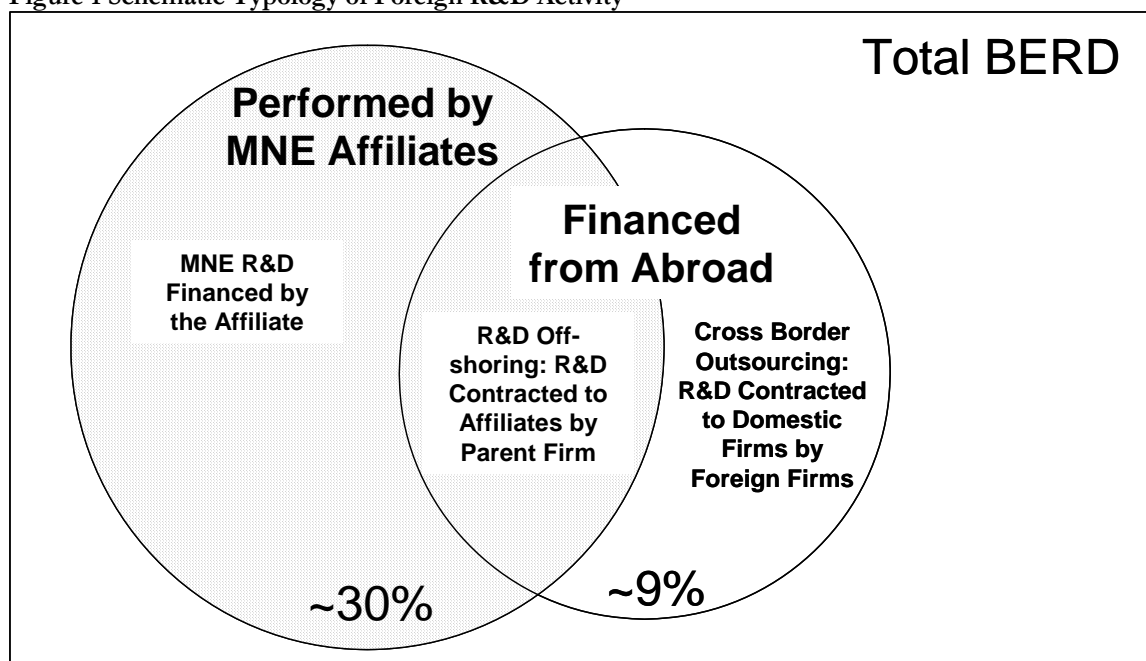 Figure 1 Schematic Typology of Foreign R&D Activity
Total BERD
Performed by
MNE Affiliates
Financed
from Abroad
MNE R&D
Financed by
the Affiliate
R&D Off-
shoring: R&D
Contracted to
Affiliates by
Parent Firm
Cross Border
Outsourcing:
R&D Contracted
to Domestic
Firms by
Foreign Firms
~30%
~9%